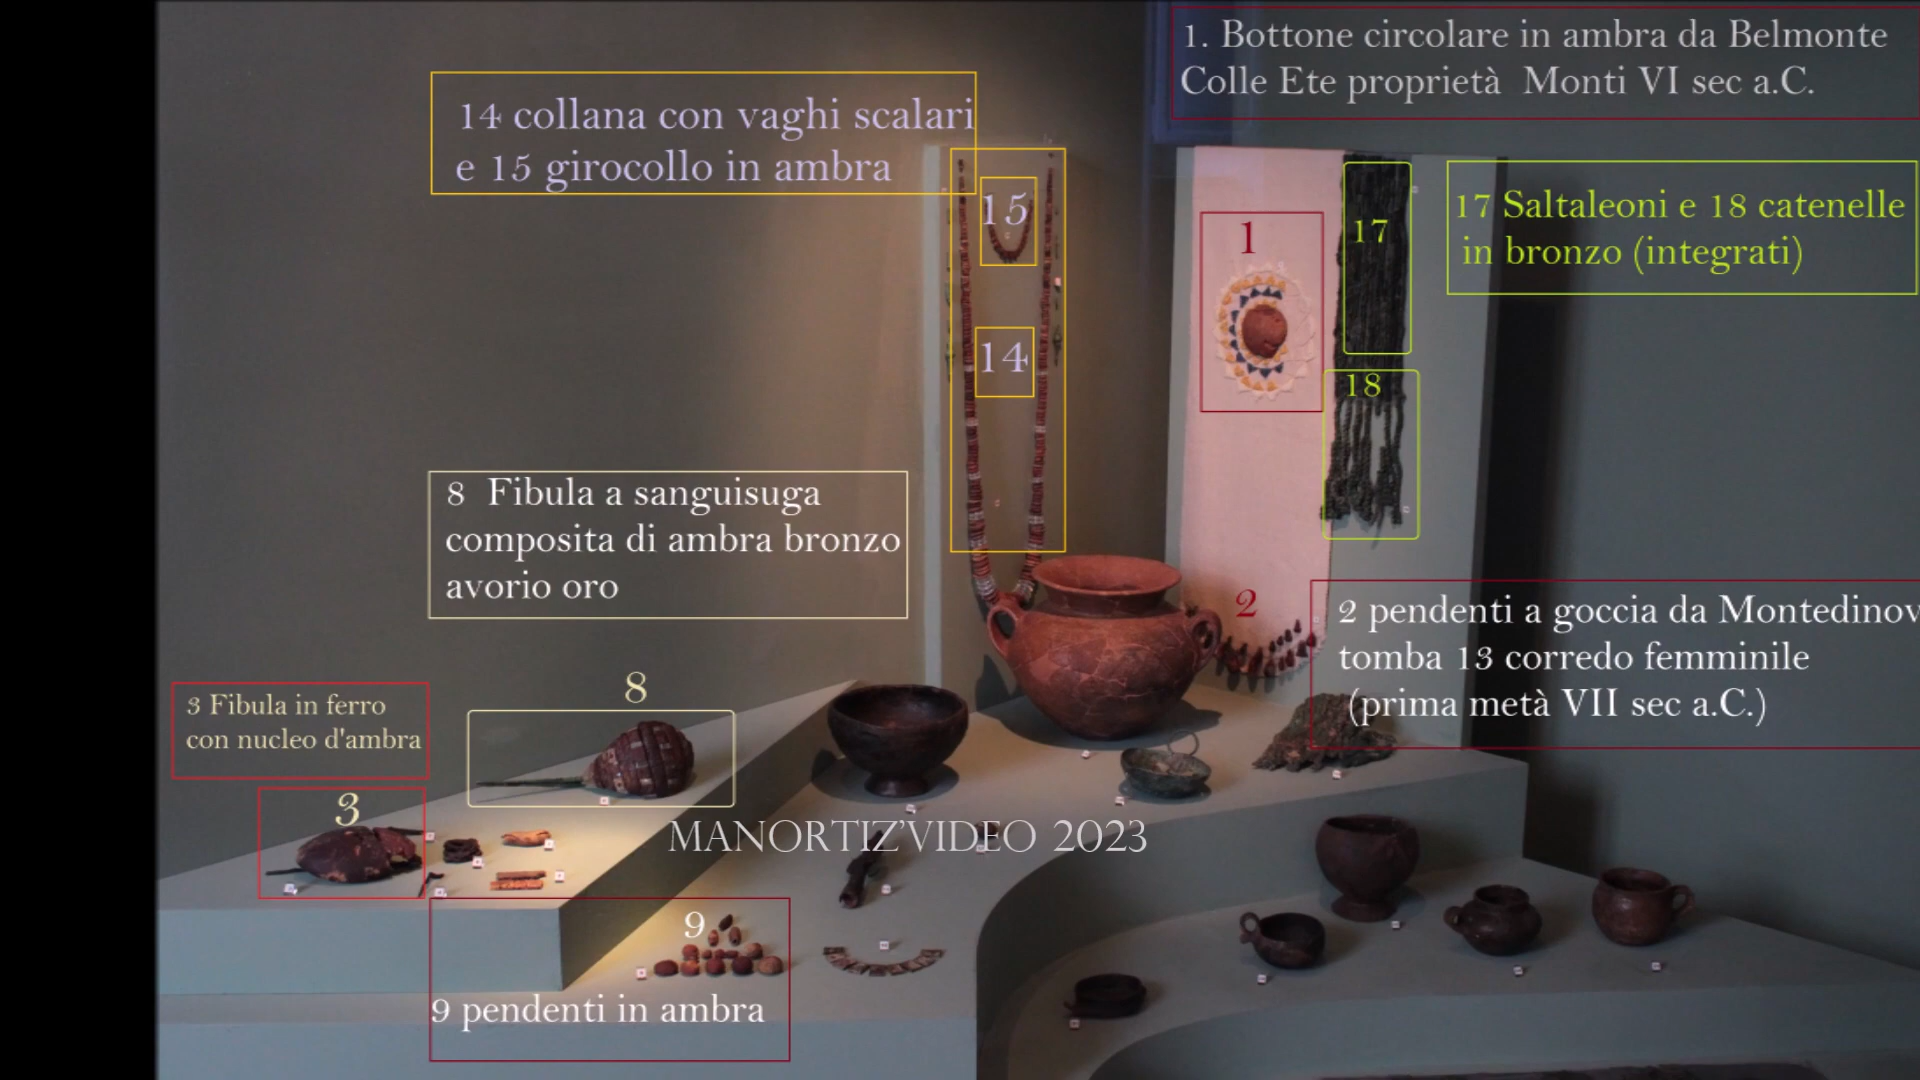 1. Bottone circolare in ambra da Belmonte
Colle Ete proprietà Monti VI sec a.C.
14 collana con vaghi scalari
e 15 girocollo in ambra
15
14
1
17
18
17 Saltaleoni e 18 catenelle
in bronzo (integrati)
8 Fibula a sanguisuga
composita di ambra bronzo
avorio oro
2
2 pendenti a goccia da Montedinov
tomba 13 corredo femminile
(prima metà VII sec a.C.)
8
3 Fibula in ferro
con nucleo d'ambra
3
MANORTIZ'VIDEO 2023
9
9 pendenti in ambra